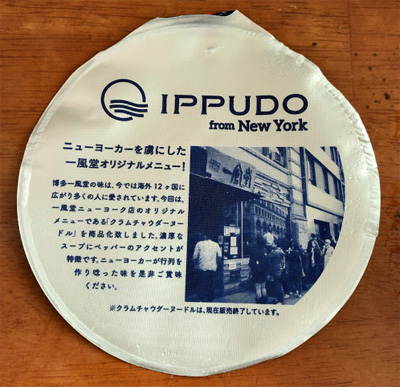 IPPUDO
from New York
ニューヨーカーを虜にした
一風堂オリジナルメニュー!
博多一風堂の味は、今では海外12ヶ国に
広がり多くの人に愛されています。今回は、
一風堂ニューヨーク店のオリジナル
メニューである「クラムチャウダーヌー
ドル」を商品化致しました。濃厚な
スープにペッパーのアクセントが
特徴です。ニューヨーカーが行列を
作り唸った味を是非ご賞味
ください。
一風堂
※クラムチャウダーヌードルは、現在販売終了しています。